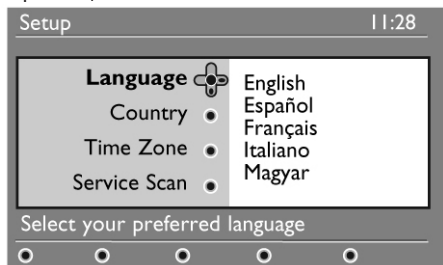 Setup 11:28
Language
Country
Time Zone
Service Scan
English
Español
Français
Italiano
Magyar
Select your preferred language